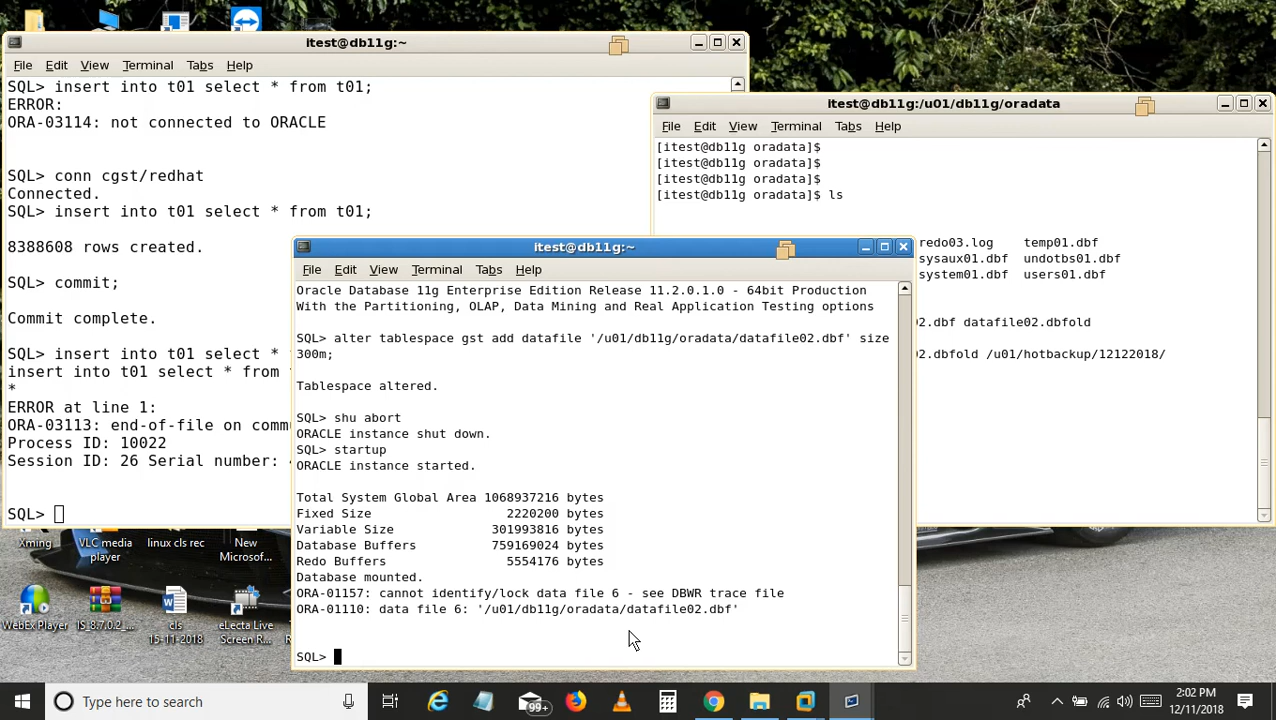 itest@db11g:~
File Edit View Terminal Tabs Help
SQL> insert into t01 select * from t01;
ERROR:
ORA-03114: not connected to ORACLE
SQL> conn cgst/redhat
Connected.
SQL> insert into t01 select * from t01;
8388608 rows created.
SQL> commit;
Commit complete.
SQL> insert into t01 select *
insert into t01 select * from
*
ERROR at line 1:
ORA-03113: end-of-file on
Process ID: 10022
Session ID: 26 Serial number:
SQL>
itest@db11g:/u01/db11g/oradata
File Edit View Terminal Tabs Help
[itest@db11g oradata]$
[itest@db11g oradata]$
[itest@db11g oradata]$
[itest@db11g oradata]$ ls
redo03.log temp01.dbf
sysaux01.dbf undotbs01.dbf
system01.dbf users01.dbf
02.dbf datafile02.dbfold
02.dbfold /u01/hotbackup/12122018/
itest@db11g:~
File Edit View Terminal Tabs Help
Oracle Database 11g Enterprise Edition Release 11.2.0.1.0 - 64bit Production
With the Partitioning, OLAP, Data Mining and Real Application Testing options
SQL> alter tablespace gst add datafile '/u01/db11g/oradata/datafile02.dbf' size
300m;
Tablespace altered.
SQL> shu abort
ORACLE instance shut down.
SQL> startup
ORACLE instance started.
Total System Global Area 1068937216 bytes
Fixed Size 2220200 bytes
Variable Size 301993816 bytes
Database Buffers 759169024 bytes
Redo Buffers 5554176 bytes
Database mounted.
ORA-01157: cannot identify/lock data file 6 - see DBWR trace file
ORA-01110: data file 6: '/u01/db11g/oradata/datafile02.dbf'
SQL>
Xming
VLC media
player
linux cls rec
New
Microsof...
WebEx Player
JS_8.7.0.2_...
cls
15-11-2018
eLecta Live
Screen R...
Type here to search
99+
2:02 PM
12/11/2018